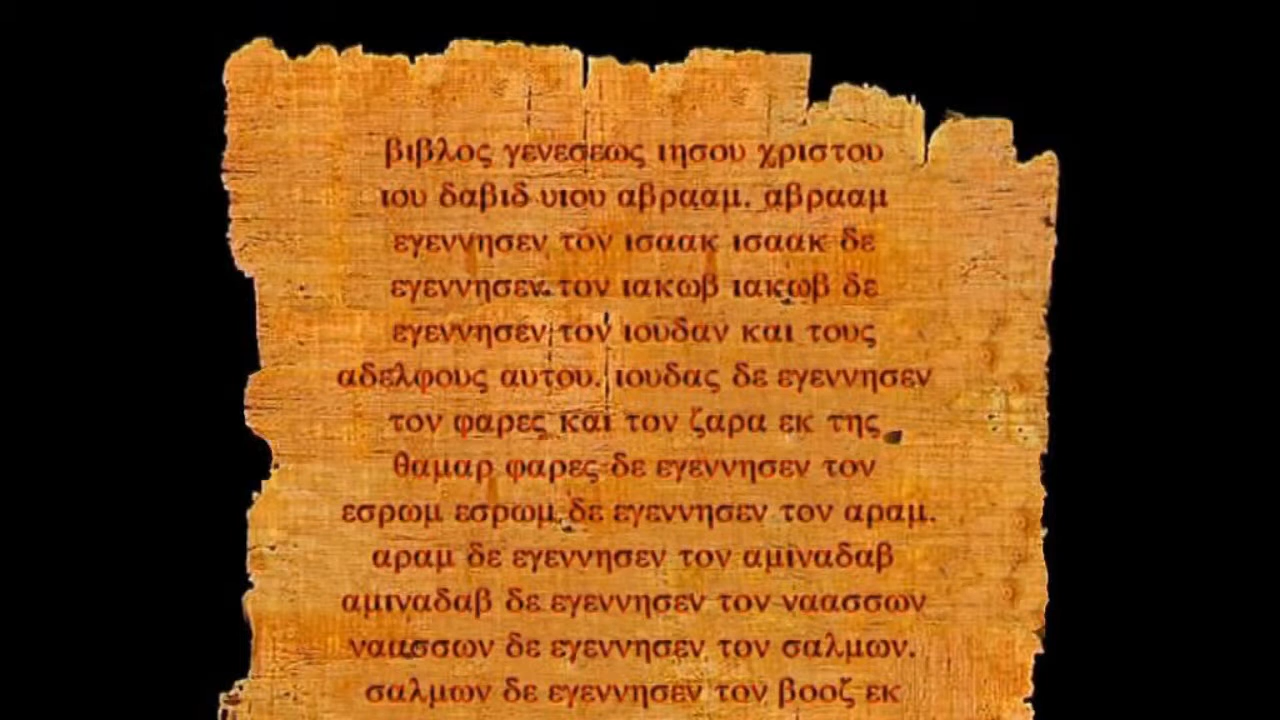 βιβλος γενεσεως ιησου χριστου
ιου δαβιδ υιου αβρααμ. αβρααμ
εγεννησεν τον ισαακ ισαακ δε
εγεννησεν τον ιακωβ ιακωβ δε
εγεννησεν τον ιουδαν και τους
αδελφους αυτου. ιουδας δε εγεννησεν
τον φαρες και τον ζαρα εκ της
θαμαρ φαρες δε εγεννησεν τον
εσρωμ εσρωμ δε εγεννησεν τον αραμ.
αραμ δε εγεννησεν τον αμιναδαβ
αμιναδαβ δε εγεννησεν τον ναασσων
ναασσων δε εγεννησεν τον σαλμων.
σαλμων δε εγεννησεν τον βοοζ εκ